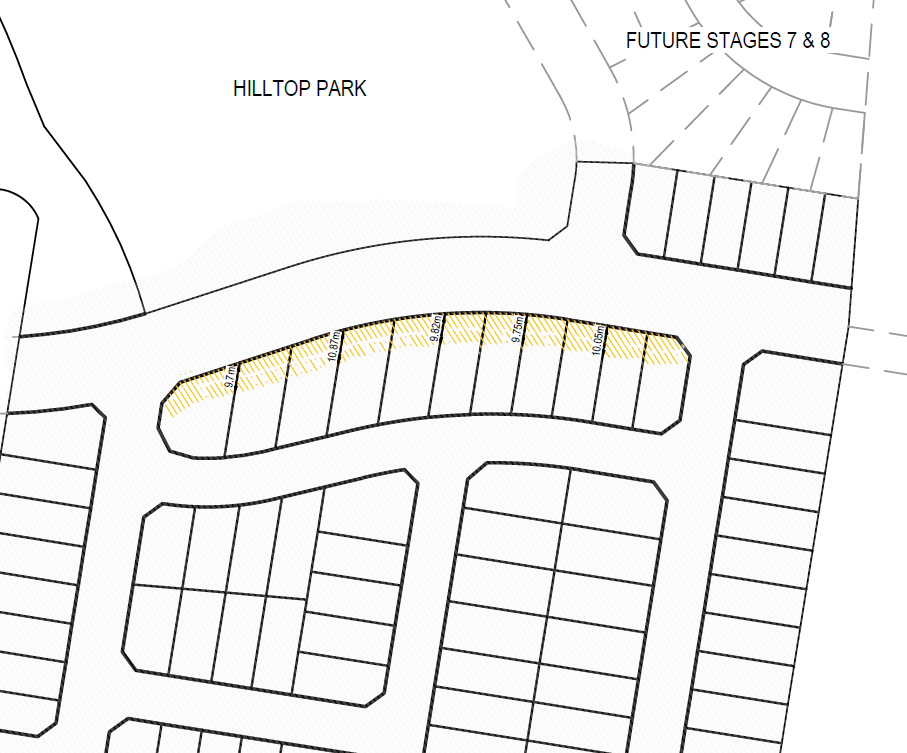 FUTURE STAGES 7 & 8
HILLTOP PARK
9.7m
10.87m
9.82m
9.75m
10.05m